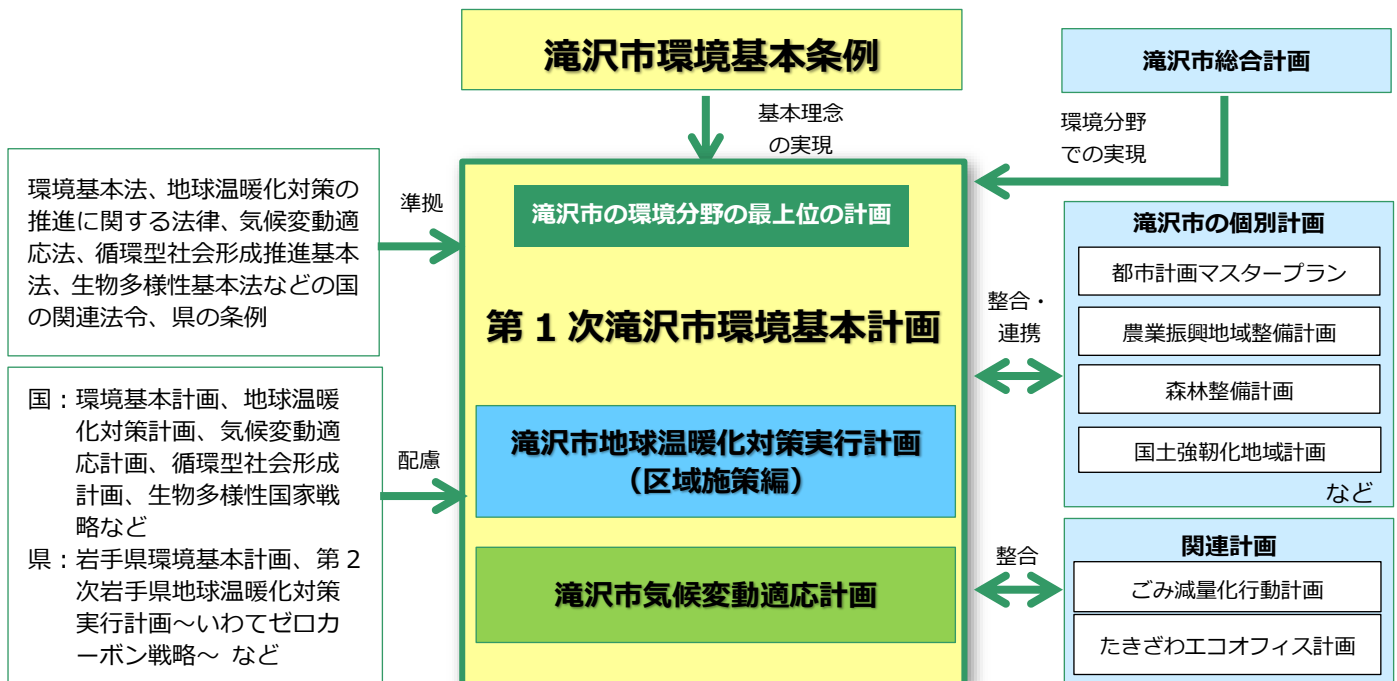 滝沢市環境基本条例
滝沢市総合計画
基本理念
の実現
環境分野
での実現
環境基本法、地球温暖化対策の
推進に関する法律、気候変動適
応法、循環型社会形成推進基本
法、生物多様性基本法などの国
の関連法令、県の条例
準拠
国：環境基本計画、地球温暖
化対策計画、気候変動適
応計画、循環型社会形成
計画、生物多様性国家戦
略など
県：岩手県環境基本計画、第２
次岩手県地球温暖化対策
実行計画～いわてゼロカ
ーボン戦略～ など
配慮
滝沢市の環境分野の最上位の計画
第１次滝沢市環境基本計画
滝沢市地球温暖化対策実行計画
（区域施策編）
滝沢市気候変動適応計画
整合・
連携
滝沢市の個別計画
都市計画マスタープラン
農業振興地域整備計画
森林整備計画
国土強靭化地域計画
など
整合
関連計画
ごみ減量化行動計画
たきざわエコオフィス計画